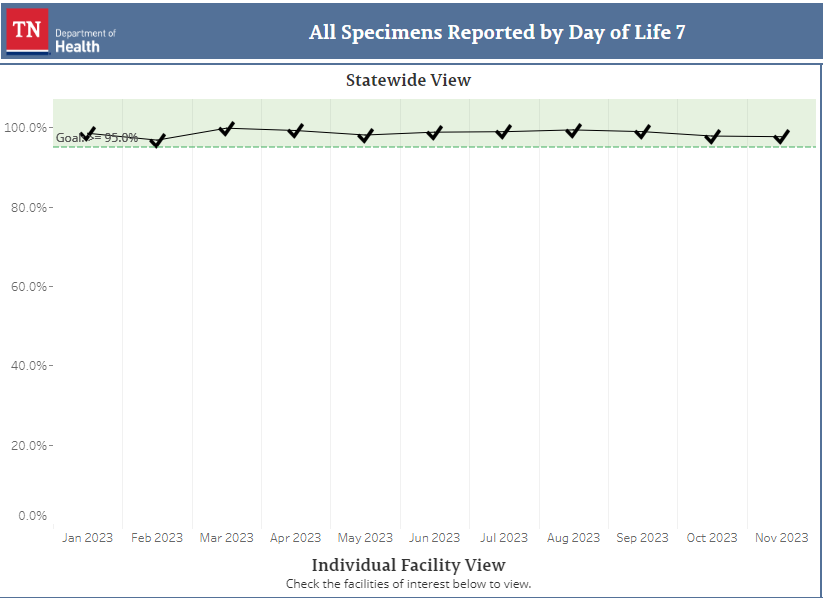 TN
Department of
Health
All Specimens Reported by Day of Life 7
Statewide View
100.0%
Goal: >= 95.0%
80.0%
60.0%
40.0%
20.0%
0.0%
Jan 2023 Feb 2023 Mar 2023 Apr 2023 May 2023 Jun 2023 Jul 2023 Aug 2023 Sep 2023 Oct 2023 Nov 2023
Individual Facility View
Check the facilities of interest below to view.